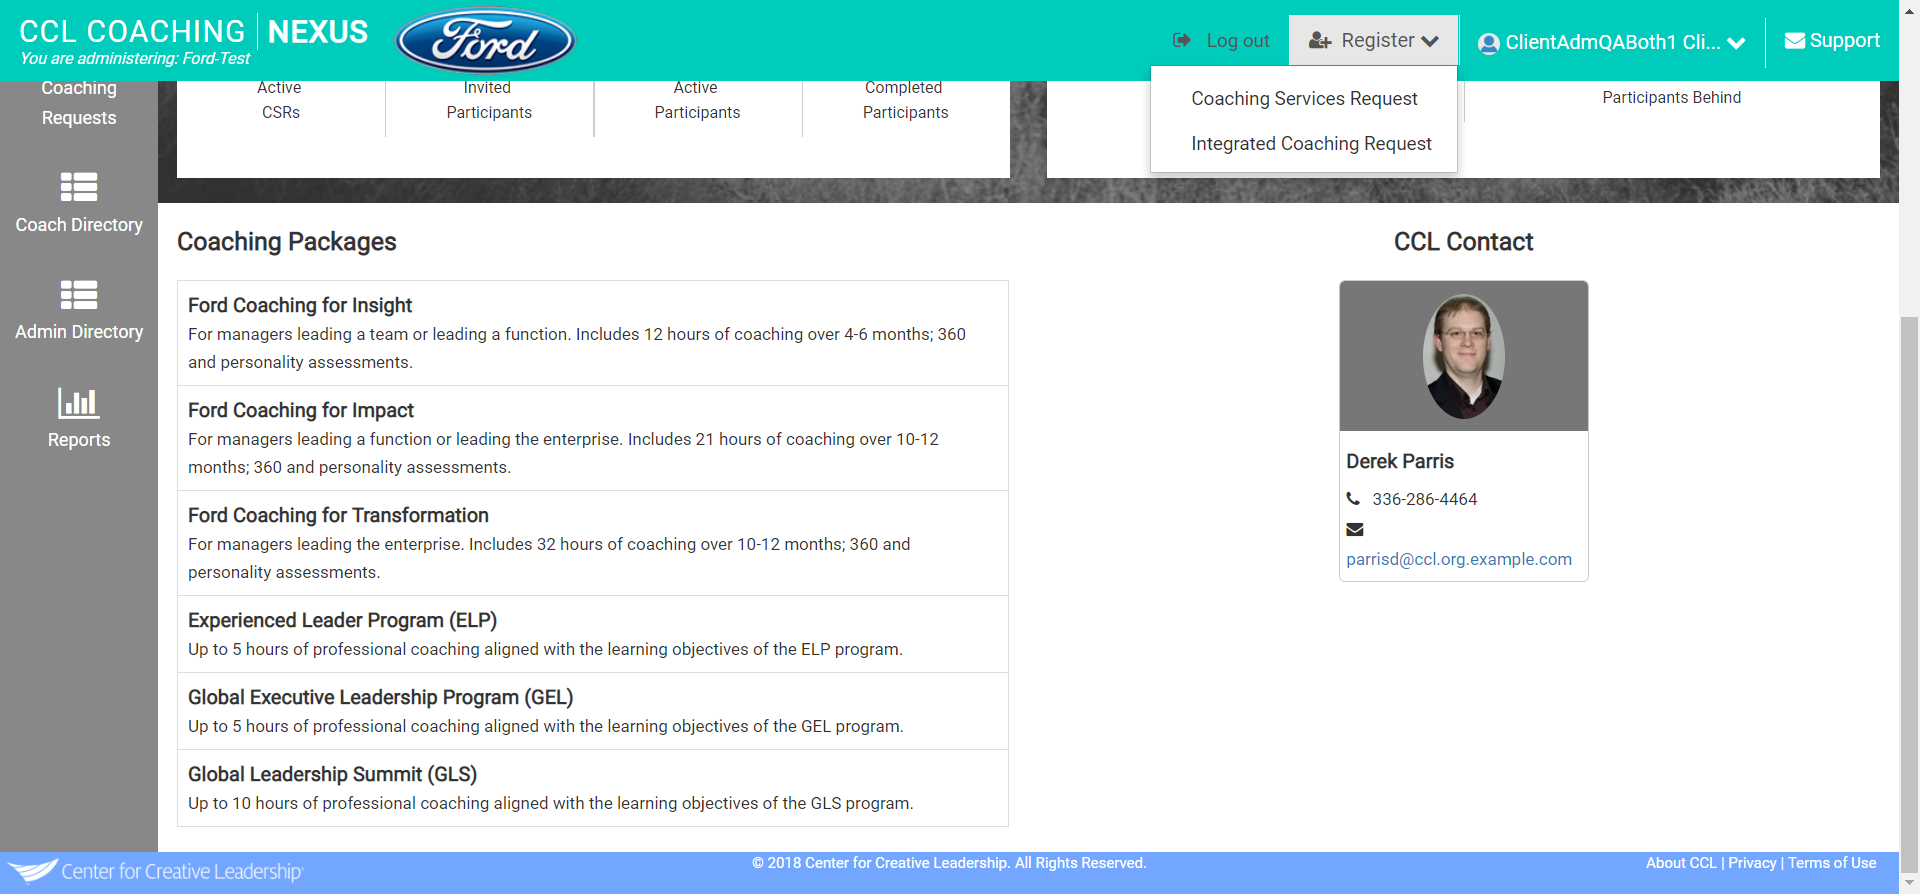 CCL COACHING NEXUS
You are administering: Ford-Test
Ford
Log out
Register
ClientAdmQABoth1 Cli...
Support
Coaching Services Request
Integrated Coaching Request
Coaching
Requests
Coach Directory
Admin Directory
Reports
Active
CSRs
Invited
Participants
Active
Participants
Completed
Participants
Participants Behind
Coaching Packages
Ford Coaching for Insight
For managers leading a team or leading a function. Includes 12 hours of coaching over 4-6 months; 360
and personality assessments.
Ford Coaching for Impact
For managers leading a function or leading the enterprise. Includes 21 hours of coaching over 10-12
months; 360 and personality assessments.
Ford Coaching for Transformation
For managers leading the enterprise. Includes 32 hours of coaching over 10-12 months; 360 and
personality assessments.
Experienced Leader Program (ELP)
Up to 5 hours of professional coaching aligned with the learning objectives of the ELP program.
Global Executive Leadership Program (GEL)
Up to 5 hours of professional coaching aligned with the learning objectives of the GEL program.
Global Leadership Summit (GLS)
Up to 10 hours of professional coaching aligned with the learning objectives of the GLS program.
CCL Contact
Derek Parris
336-286-4464
parrisd@ccl.org.example.com
Center for Creative Leadership
© 2018 Center for Creative Leadership. All Rights Reserved.
About CCL | Privacy | Terms of Use